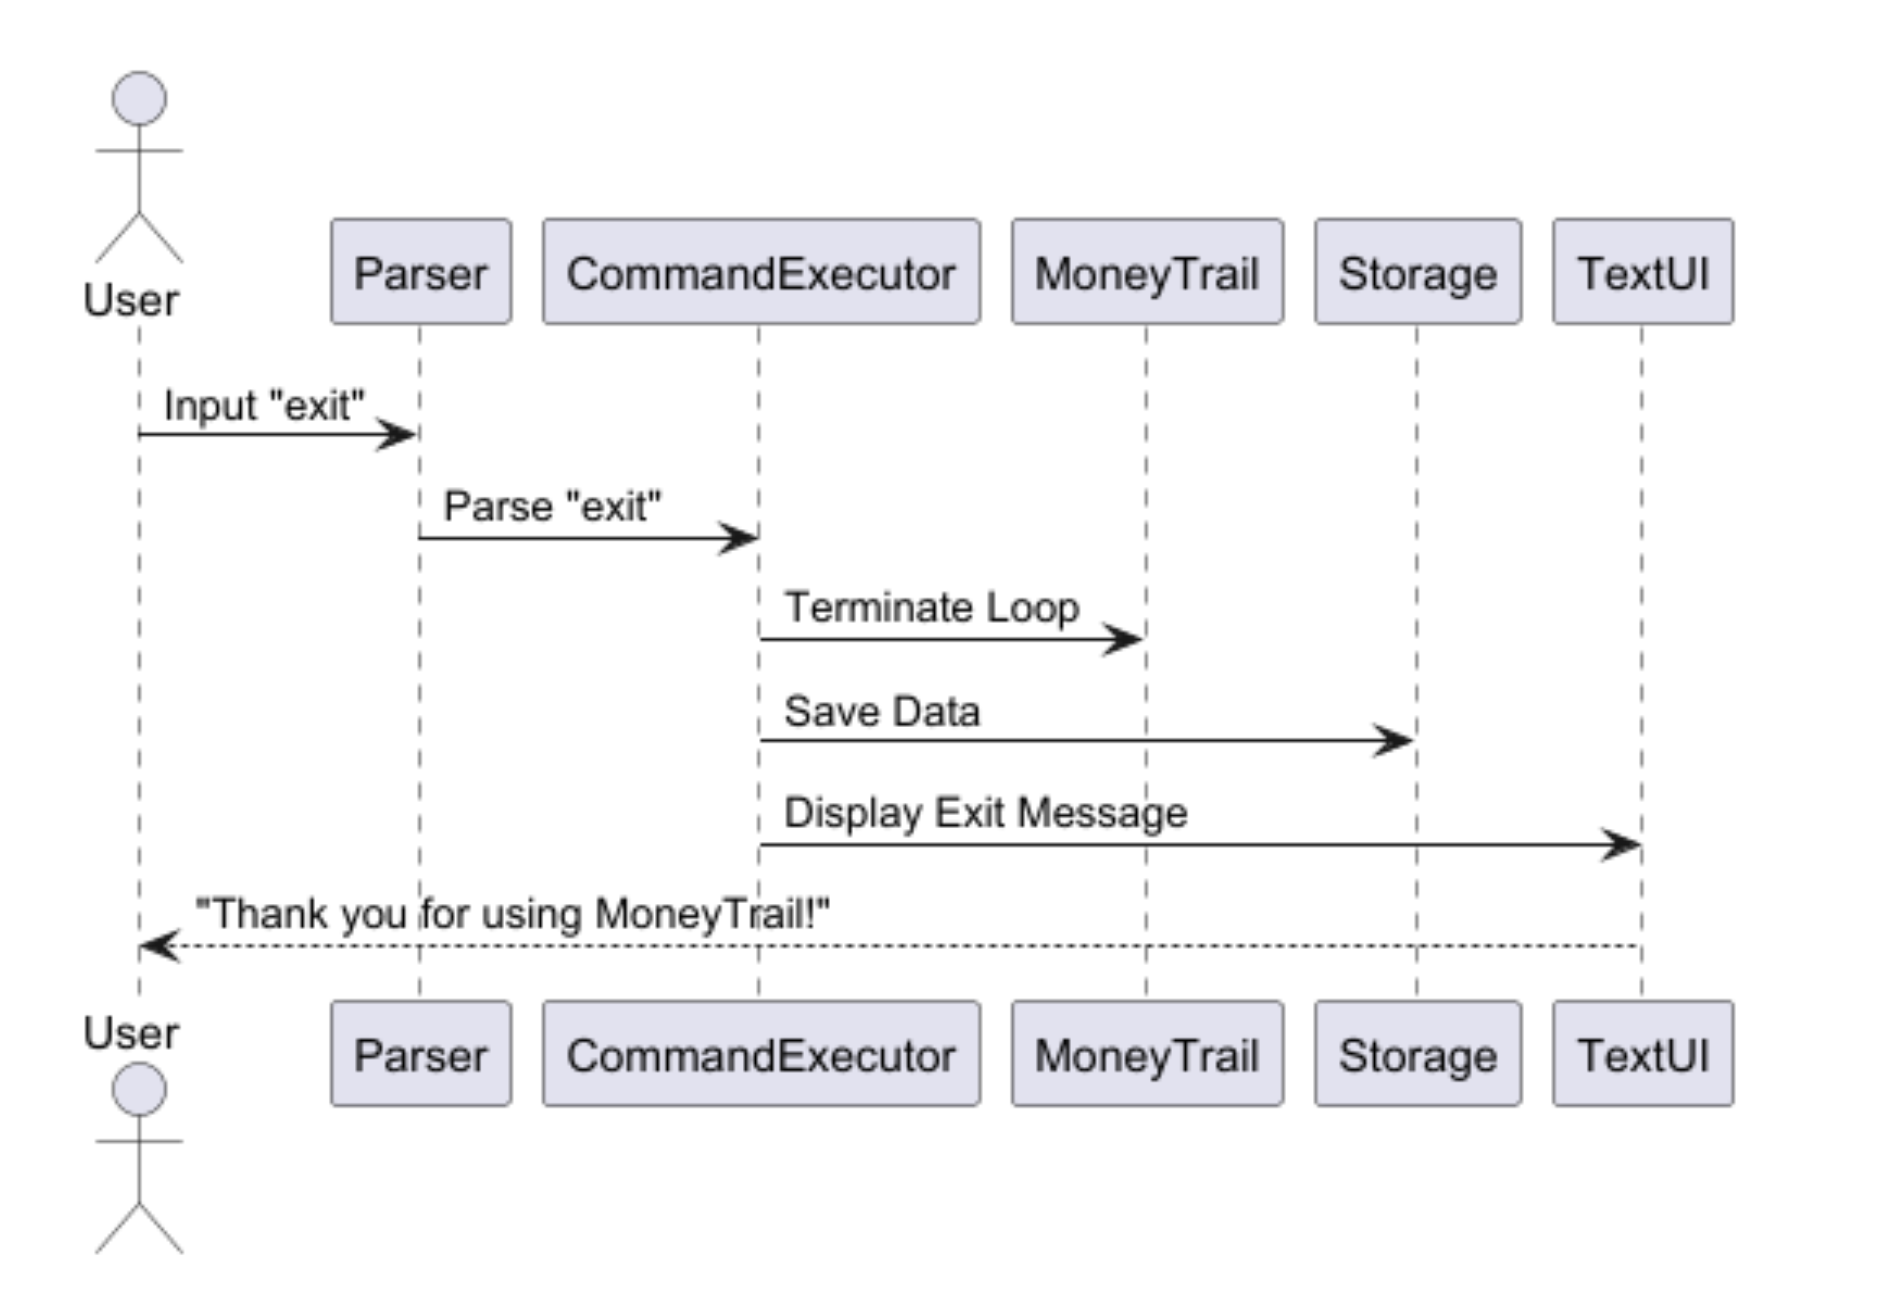 User
Parser
CommandExecutor
MoneyTrail
Storage
TextUI
Input "exit"
Parse "exit"
Terminate Loop
Save Data
Display Exit Message
"Thank you for using MoneyTrail!"
User
Parser
CommandExecutor
MoneyTrail
Storage
TextUI